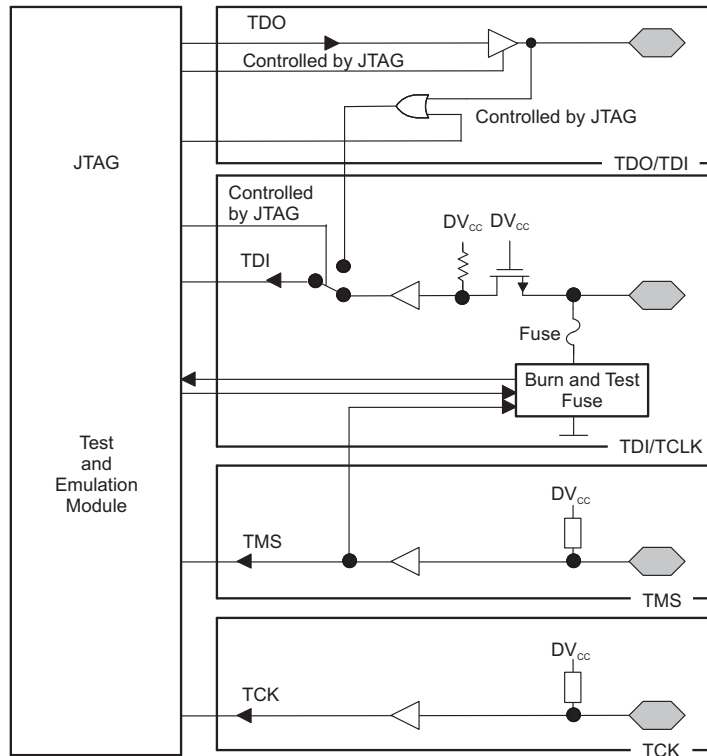 JTAG
Test
and
Emulation
Module
TDO
Controlled by JTAG
Controlled by JTAG
TDO/TDI
Controlled
by JTAG
TDI
DVCC
DVCC
Fuse
Burn and Test
Fuse
TDI/TCLK
TMS
DVCC
TMS
TCK
DVCC
TCK